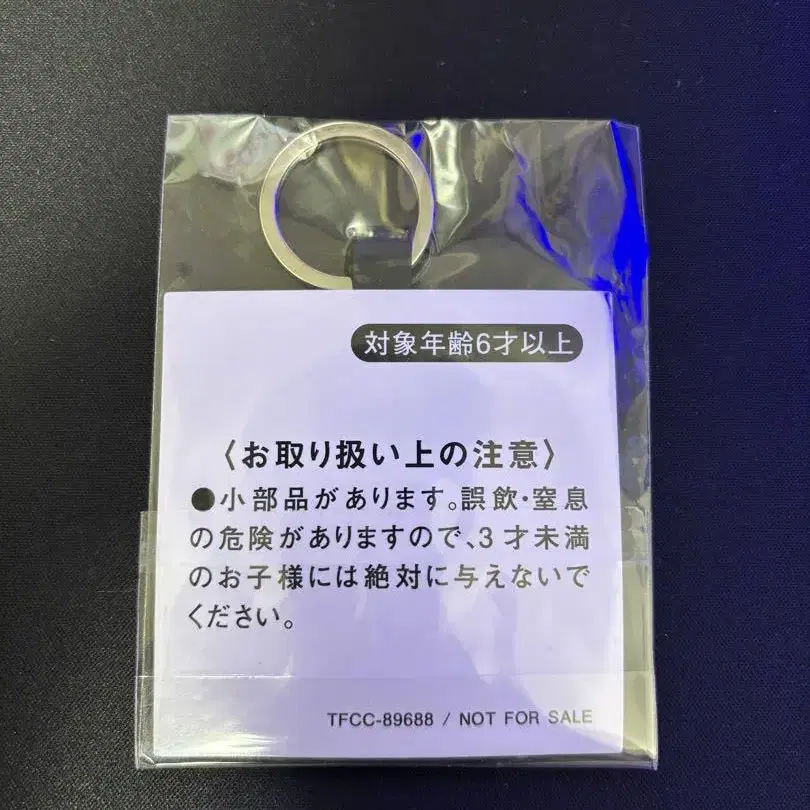 対象年齢6才以上
〈お取り扱い上の注意〉
●小部品があります。誤飲・窒息
の危険がありますので、3才未満
のお子様には絶対に与えないで
ください。
TFCC-89688 / NOT FOR SALE